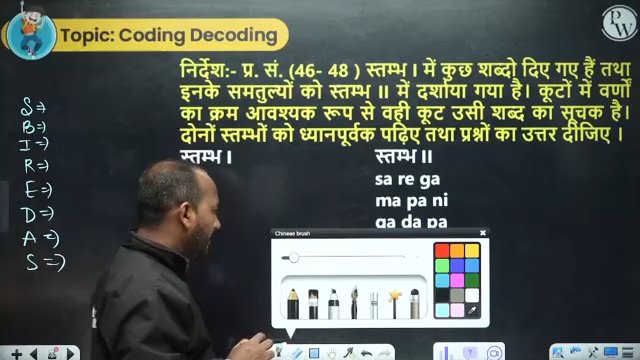 Topic: Coding Decoding
PW
निर्देश:- प्र. सं. (46- 48 ) स्तम्भ I में कुछ शब्दो दिए गए हैं तथा
इनके समतुल्यों को स्तम्भ II में दर्शाया गया है। कूटों में वर्णों
का क्रम आवश्यक रूप से वही कूट उसी शब्द का सूचक है।
दोनों स्तम्भों को ध्यानपूर्वक पढ़िए तथा प्रश्नों का उत्तर दीजिए ।
स्तम्भ I
स्तम्भ II
sa re ga
ma pa ni
ga da pa
S⇒
B⇒
I⇒
R⇒
E⇒
D⇒
A⇒
S⇒
Chinese brush